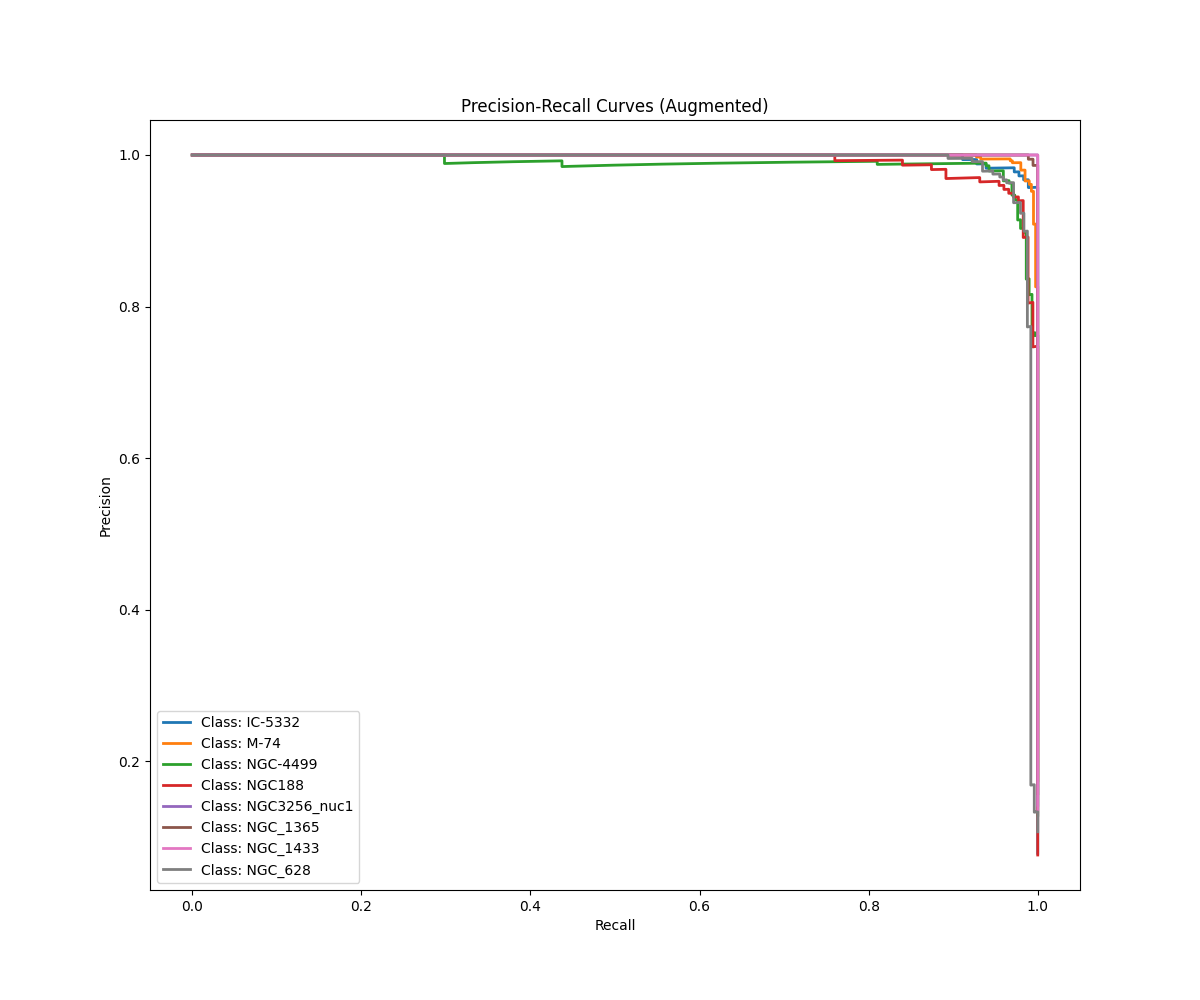 Precision-Recall Curves (Augmented)
1.0
0.8
0.6
0.4
0.2
Precision
Class: IC-5332
Class: M-74
Class: NGC-4499
Class: NGC188
Class: NGC3256_nuc1
Class: NGC_1365
Class: NGC_1433
Class: NGC_628
0.0 0.2 0.4 0.6 0.8 1.0
Recall